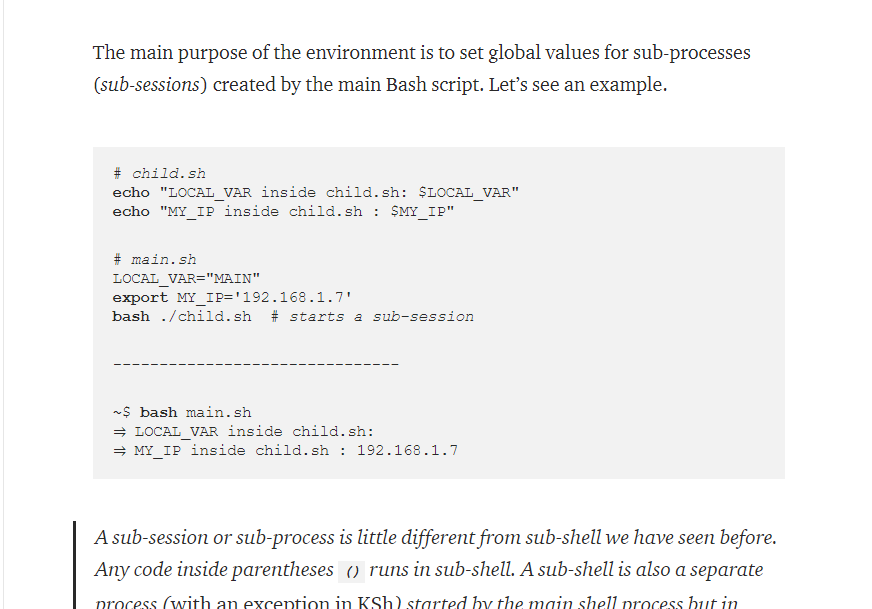 The main purpose of the environment is to set global values for sub-processes
(sub-sessions) created by the main Bash script. Let’s see an example.
# child.sh
echo "LOCAL_VAR inside child.sh: $LOCAL_VAR"
echo "MY_IP inside child.sh : $MY_IP"
# main.sh
LOCAL_VAR="MAIN"
export MY_IP='192.168.1.7'
bash ./child.sh  # starts a sub-session
-------------------------------
~$ bash main.sh
⇒ LOCAL_VAR inside child.sh:
⇒ MY_IP inside child.sh : 192.168.1.7
A sub-session or sub-process is little different from sub-shell we have seen before.
Any code inside parentheses () runs in sub-shell. A sub-shell is also a separate
process (with an exception in KSh) started by the main shell process but in